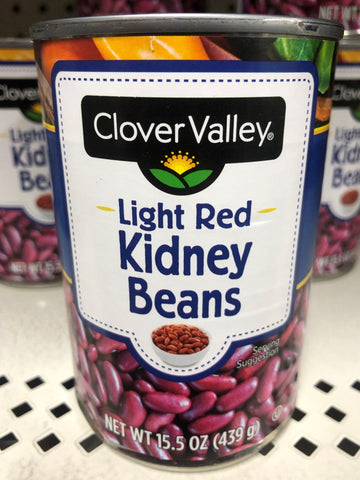 Clover Valley®
Light Red
Kidney
Beans
Serving
Suggestion
NET WT 15.5 OZ (439 g)